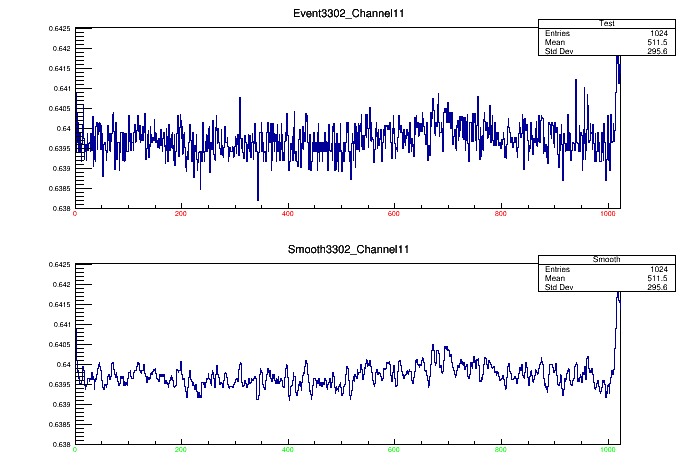 Event3302_Channel11
Test
Entries 1024
Mean 511.5
Std Dev 295.6
0.6425
0.642
0.6415
0.641
0.6405
0.64
0.6395
0.639
0.6385
0.638
0 200 400 600 800 1000
Smooth3302_Channel11
Smooth
Entries 1024
Mean 511.5
Std Dev 295.6
0.6425
0.642
0.6415
0.641
0.6405
0.64
0.6395
0.639
0.6385
0.638
0 200 400 600 800 1000